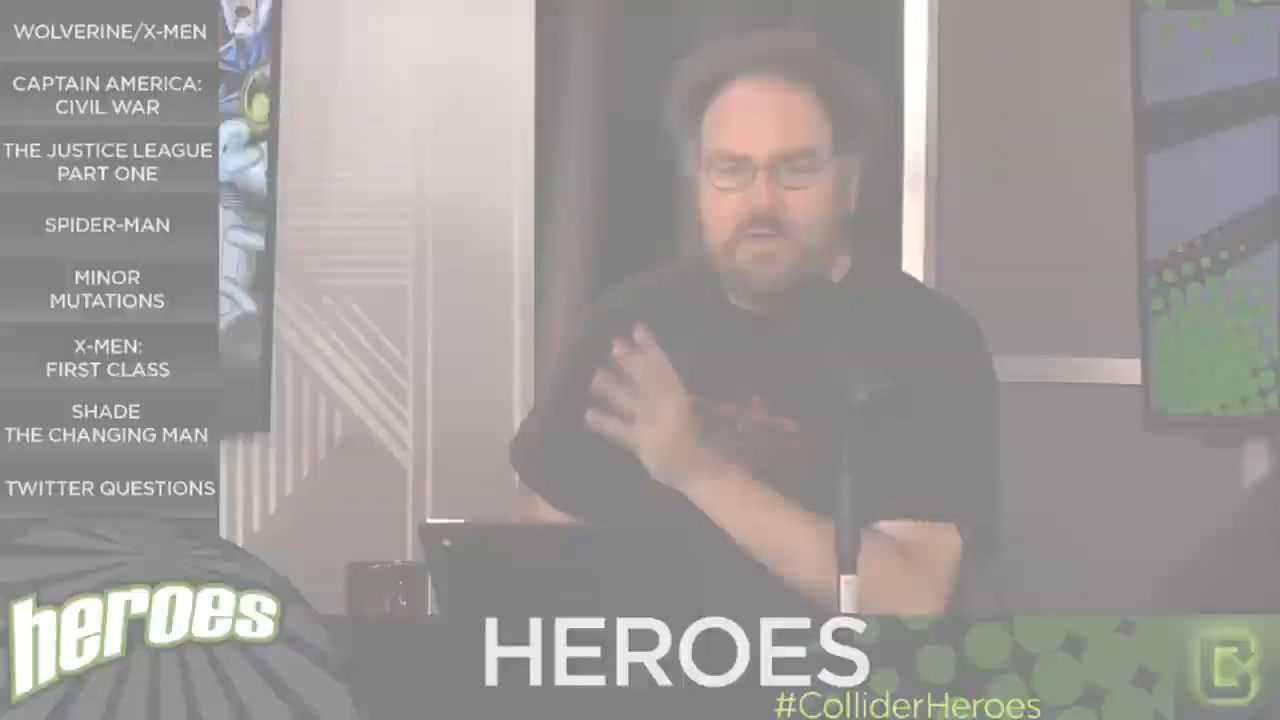 WOLVERINE/X-MEN
CAPTAIN AMERICA:
CIVIL WAR
THE JUSTICE LEAGUE
PART ONE
SPIDER-MAN
MINOR
MUTATIONS
X-MEN:
FIRST CLASS
SHADE
THE CHANGING MAN
TWITTER QUESTIONS
heroes
HEROES
#ColliderHeroes